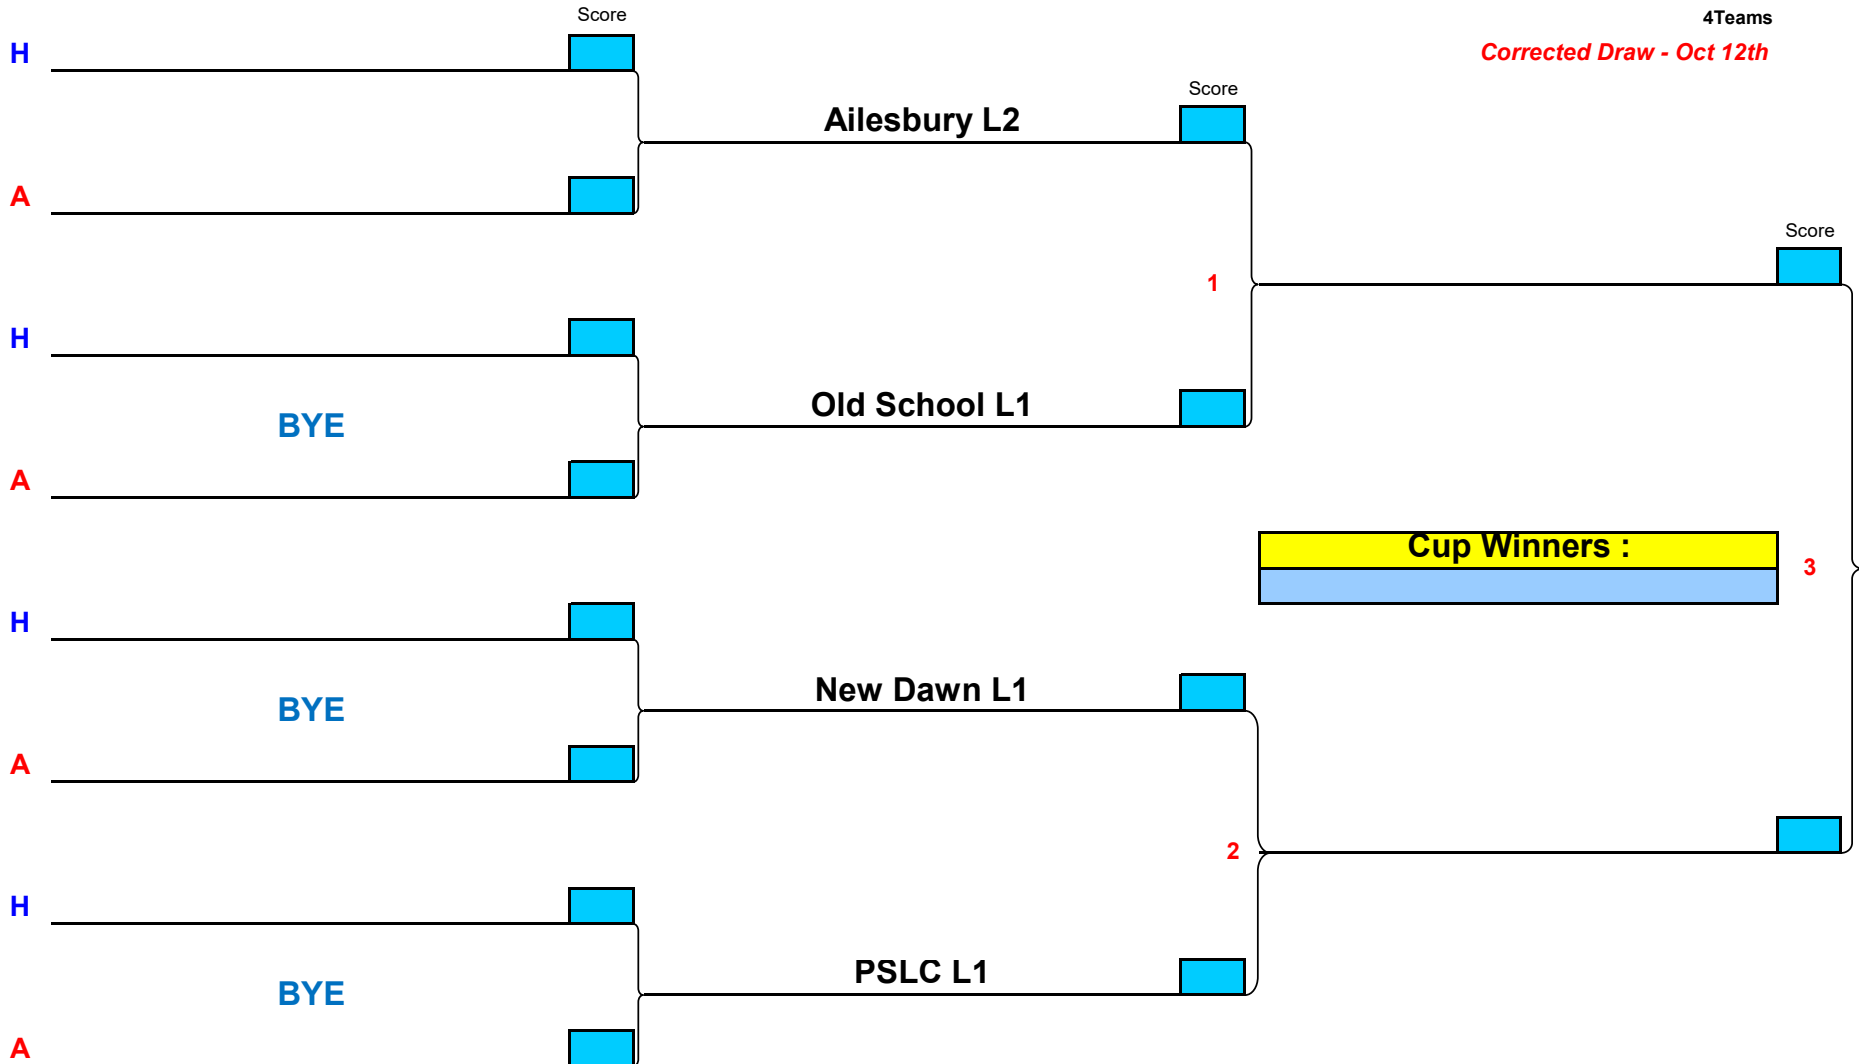 Score
4Teams
H
Corrected Draw - Oct 12th
Score
Ailesbury L2
A
Score
1
H
Old School L1
BYE
A
Cup Winners :
3
H
New Dawn L1
BYE
A
2
H
PSLC L1
BYE
A